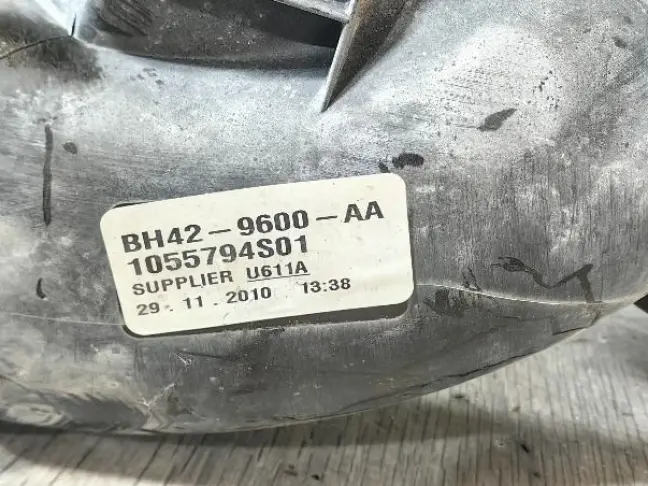 BH42-9600-AA
1055794S01
SUPPLIER U611A
29.11.2010 13:38